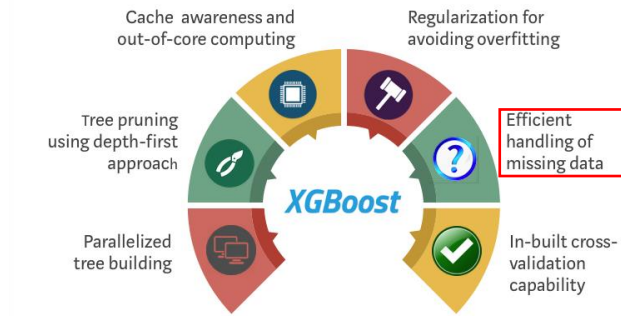 Cache awareness and
out-of-core computing
Regularization for
avoiding overfitting
Tree pruning
using depth-first
approach
Efficient
handling of
missing data
XGBoost
Parallelized
tree building
In-built cross-
validation
capability